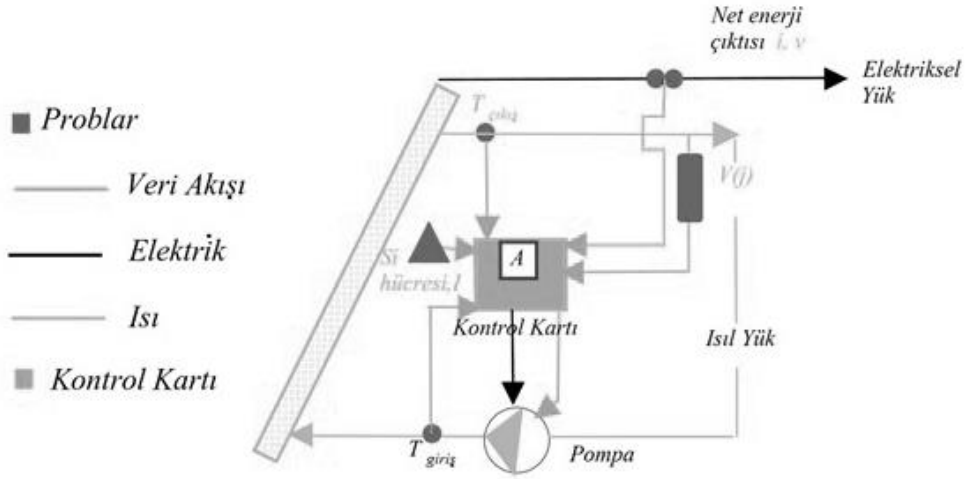 Net enerji
çıktısı i, v
Elektriksel
Yük
T çıkış
Problar
V(j)
Veri Akışı
Elektrik
Si
hücresi,I
A
Isı
Kontrol Kartı
Isıl Yük
Kontrol Kartı
T giriş
Pompa